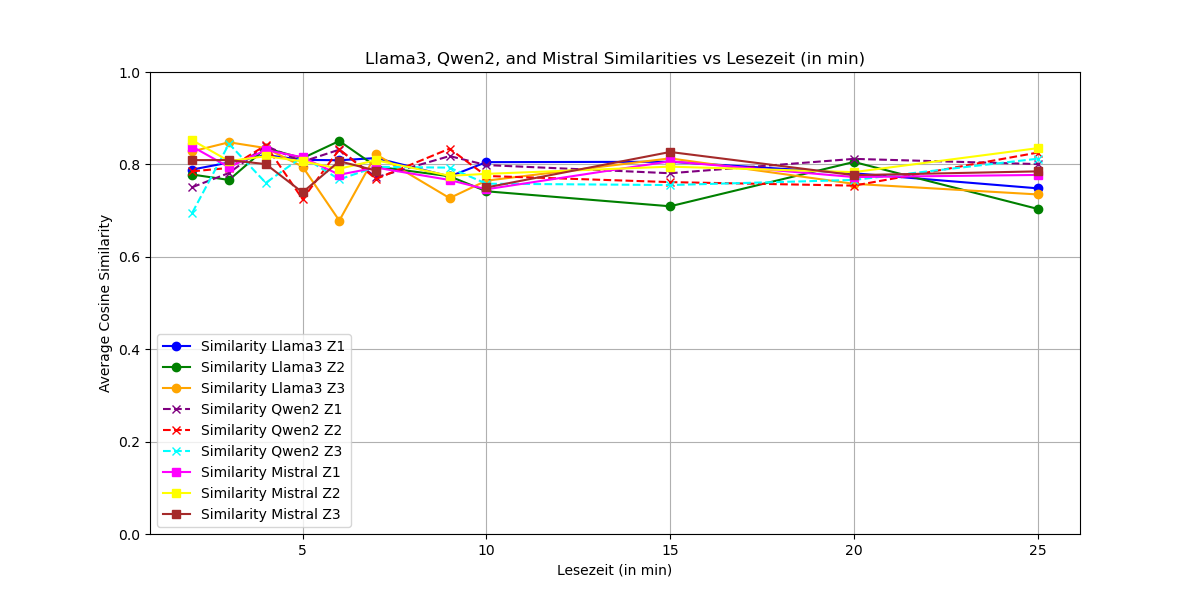 Llama3, Qwen2, and Mistral Similarities vs Lesezeit (in min)
Average Cosine Similarity
1.0
0.8
0.6
0.4
0.2
0.0
Similarity Llama3 Z1
Similarity Llama3 Z2
Similarity Llama3 Z3
Similarity Qwen2 Z1
Similarity Qwen2 Z2
Similarity Qwen2 Z3
Similarity Mistral Z1
Similarity Mistral Z2
Similarity Mistral Z3
5 10 15 20 25
Lesezeit (in min)